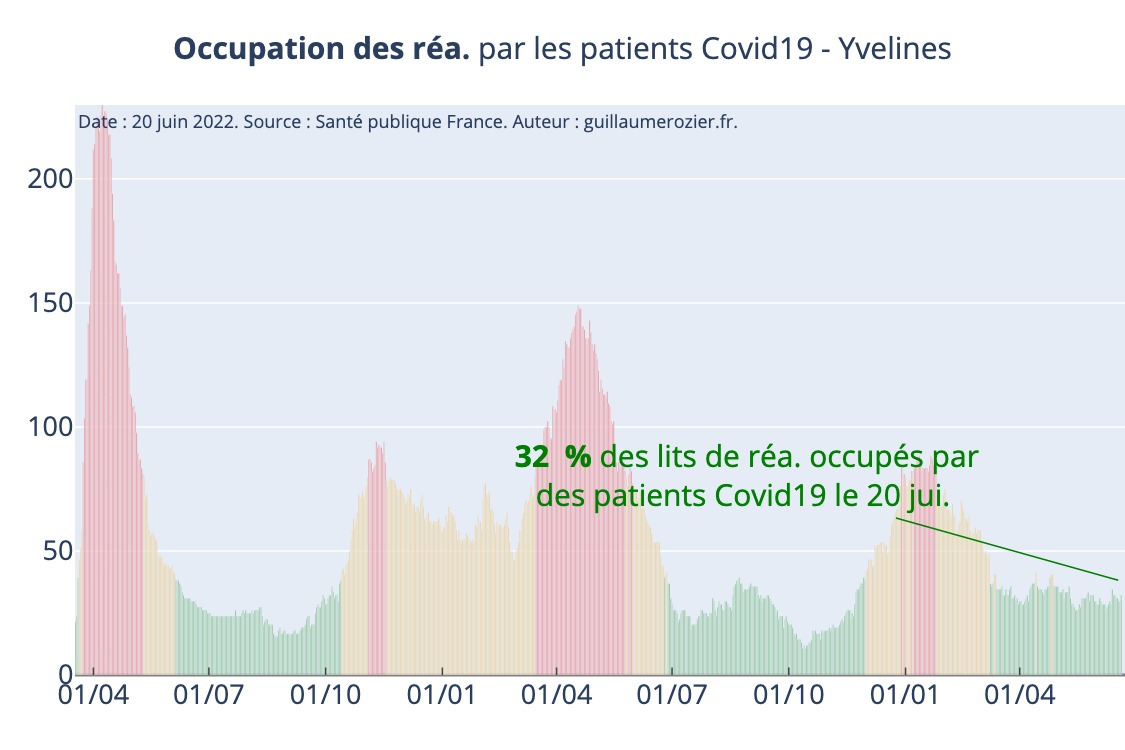 Occupation des réa. par les patients Covid19 - Yvelines
Date : 20 juin 2022. Source : Santé publique France. Auteur : guillaumerozier.fr.
200
150
100
50
0
32 % des lits de réa. occupés par
des patients Covid19 le 20 jui.
01/04 01/07 01/10 01/01 01/04 01/07 01/10 01/01 01/04